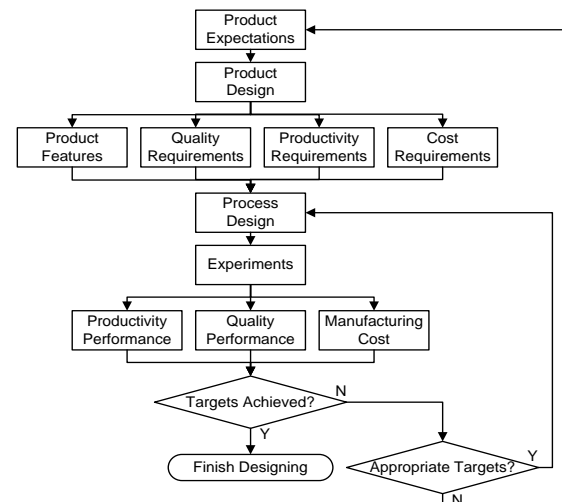 Product
Expectations
Product
Design
Product
Features
Quality
Requirements
Productivity
Requirements
Cost
Requirements
Process
Design
Experiments
Productivity
Performance
Quality
Performance
Manufacturing
Cost
Targets Achieved?
N
Y
Finish Designing
Appropriate Targets?
Y
N